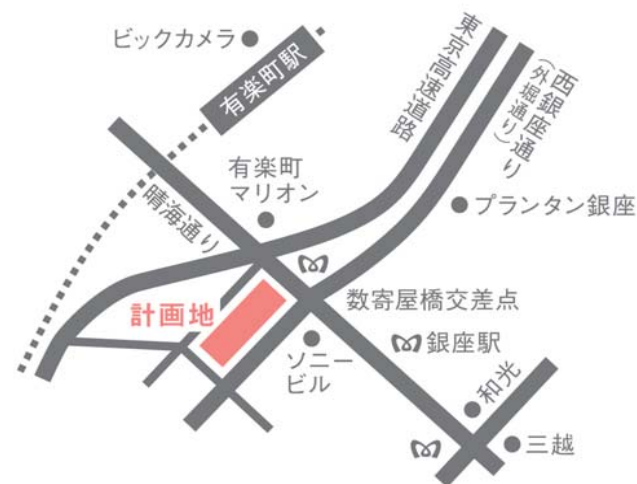 ビックカメラ
有楽町駅
東京高速道路
西銀座通り
(外堀通り)
有楽町
マリオン
晴海通り
プランタン銀座
計画地
数寄屋橋交差点
ソニー
ビル
銀座駅
和光
三越